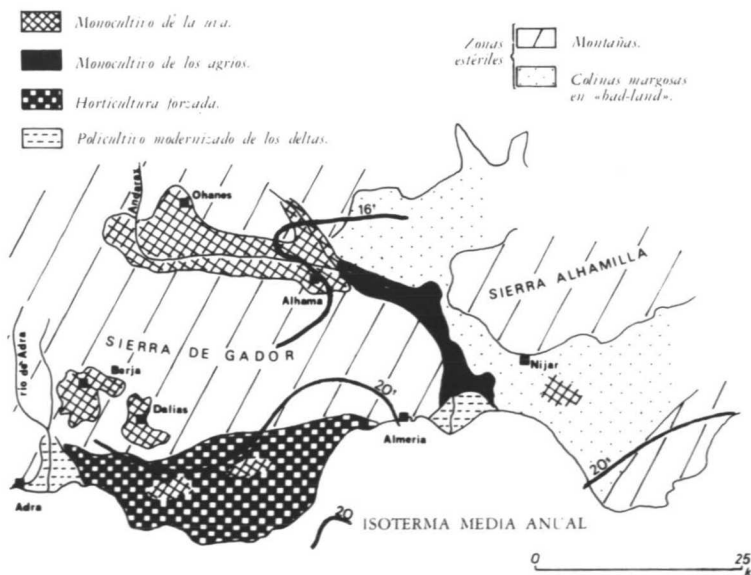 Monocultivo de la uva.
Monocultivo de los agrios.
Horticultura forzada.
Policultivo modernizado de los deltas.
Zonas
estériles
Montañas.
Colinas margosas
en «bad-land».
Andarax
Ohanes
16°
Alhama
SIERRA ALHAMILLA
SIERRA DE GADOR
rio de Adra
Berja
Dalias
20°
Nijar
Almeria
20°
Adra
20
ISOTERMA MEDIA ANUAL
0
25
k